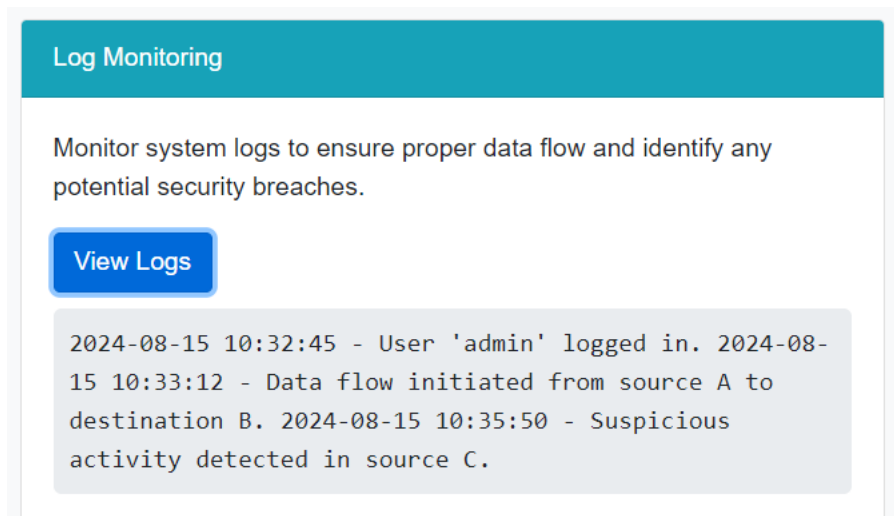 Log Monitoring
Monitor system logs to ensure proper data flow and identify any
potential security breaches.
View Logs
2024-08-15 10:32:45 - User 'admin' logged in. 2024-08-
15 10:33:12 - Data flow initiated from source A to
destination B. 2024-08-15 10:35:50 - Suspicious
activity detected in source C.